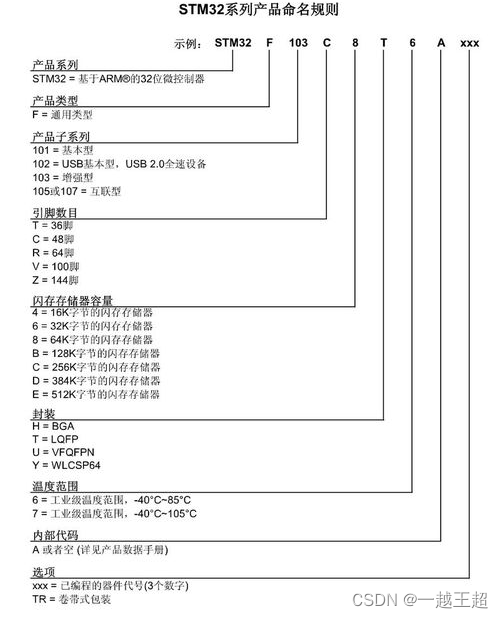 STM32系列产品命名规则
示例: STM32 F 103 C 8 T 6 A xxx
产品系列
STM32 = 基于ARM®的32位微控制器
产品类型
F = 通用类型
产品子系列
101 = 基本型
102 = USB基本型, USB 2.0全速设备
103 = 增强型
105或107 = 互联型
引脚数目
T = 36脚
C = 48脚
R = 64脚
V = 100脚
Z = 144脚
闪存存储器容量
4 = 16K字节的闪存存储器
6 = 32K字节的闪存存储器
8 = 64K字节的闪存存储器
B = 128K字节的闪存存储器
C = 256K字节的闪存存储器
D = 384K字节的闪存存储器
E = 512K字节的闪存存储器
封装
H = BGA
T = LQFP
U = VFQFPN
Y = WLCSP64
温度范围
6 = 工业级温度范围, -40°C~85°C
7 = 工业级温度范围, -40°C~105°C
内部代码
A 或者空 (详见产品数据手册)
选项
xxx = 已编程的器件代号(3个数字)
TR = 卷带式包装
CSDN @一越王超